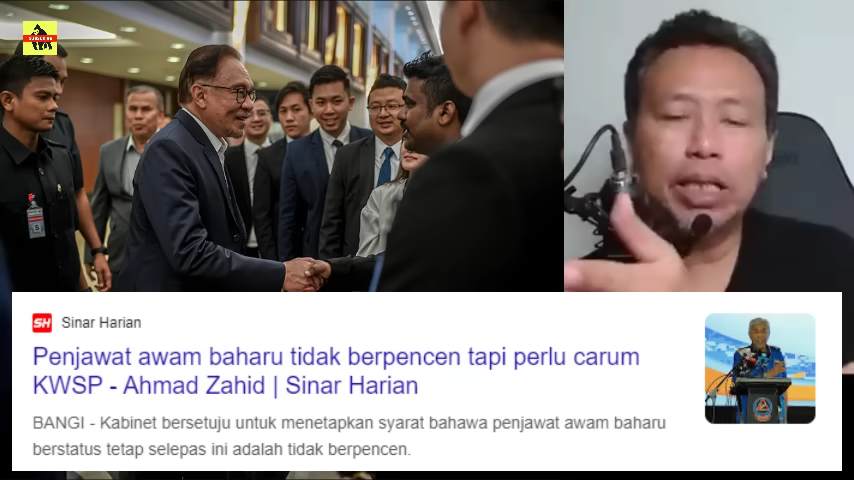 SH Sinar Harian
Penjawat awam baharu tidak berpencen tapi perlu carum
KWSP - Ahmad Zahid | Sinar Harian
BANGI - Kabinet bersetuju untuk menetapkan syarat bahawa penjawat awam baharu
berstatus tetap selepas ini adalah tidak berpencen.